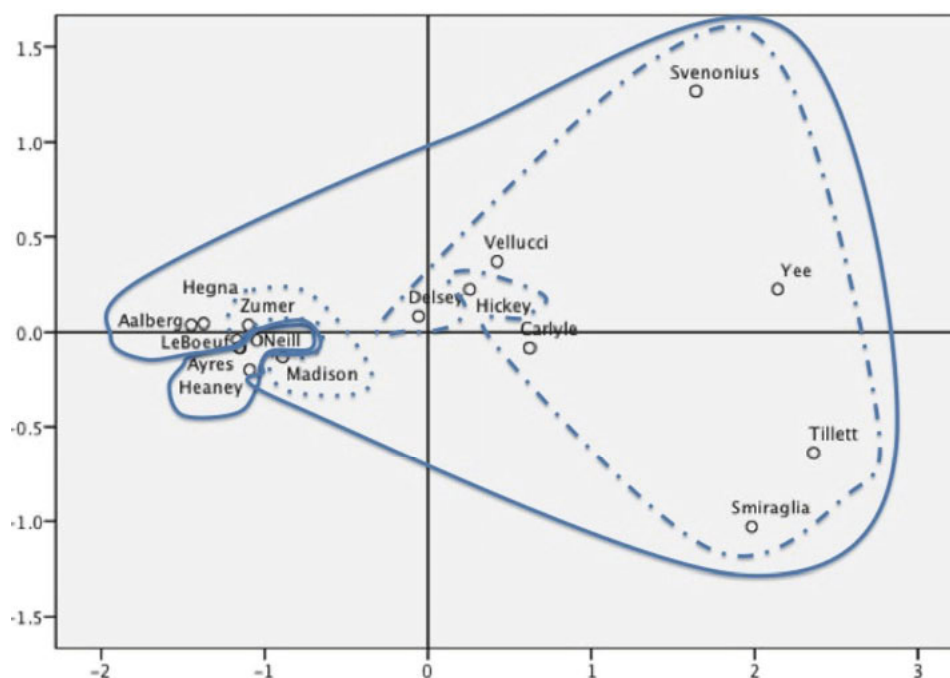 1.5
Svenonius
1.0
0.5
Vellucci
Yee
Hegna
Delsey
Zumer
Hickey
Aalberg
0.0
Carlyle
LeBoeuf
Neill
Ayres
Madison
Heaney
-0.5
Tillett
Smiraglia
-1.0
-1.5
-2 -1 0 1 2 3